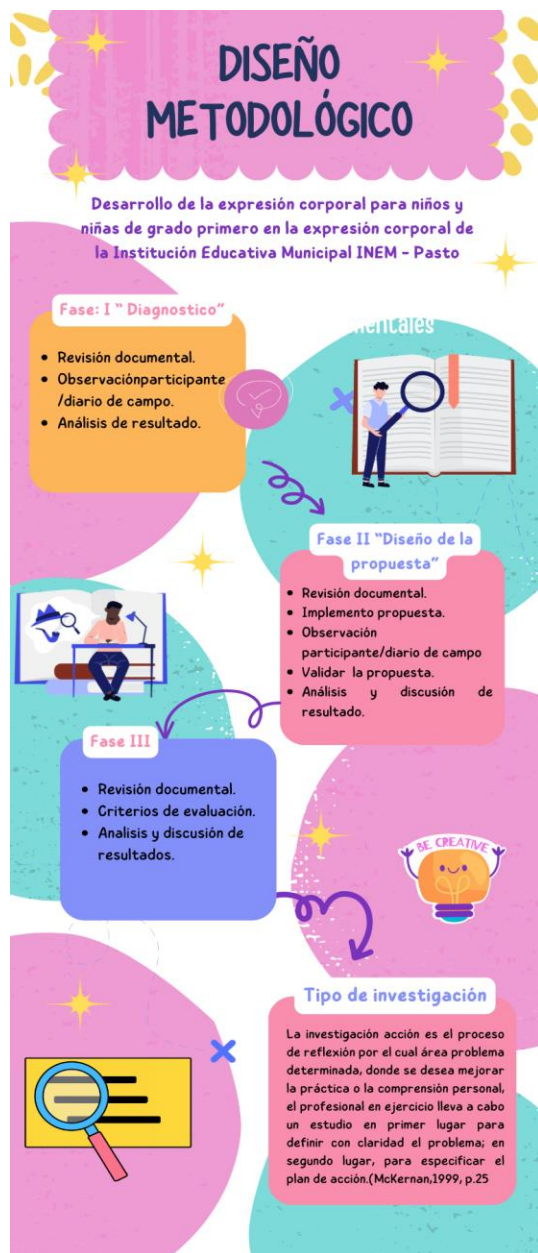 DISEÑO
METODOLÓGICO
Desarrollo de la expresión corporal para niños y
niñas de grado primero en la expresión corporal de
la Institución Educativa Municipal INEM - Pasto
Fase: I " Diagnostico"
• Revisión documental.
• Observaciónparticipante
/diario de campo.
• Análisis de resultado.
Fase II "Diseño de la
propuesta"
• Revisión documental.
• Implemento propuesta.
• Observación
participante/diario de campo
• Validar la propuesta.
• Análisis y discusión de
resultado.
Fase III
• Revisión documental.
• Criterios de evaluación.
• Analisis y discusión de
resultados.
BE CREATIVE
Tipo de investigación
La investigación acción es el proceso
de reflexión por el cual área problema
determinada, donde se desea mejorar
la práctica o la comprensión personal,
el profesional en ejercicio lleva a cabo
un estudio en primer lugar para
definir con claridad el problema; en
segundo lugar, para especificar el
plan de acción.(McKernan,1999, p.25